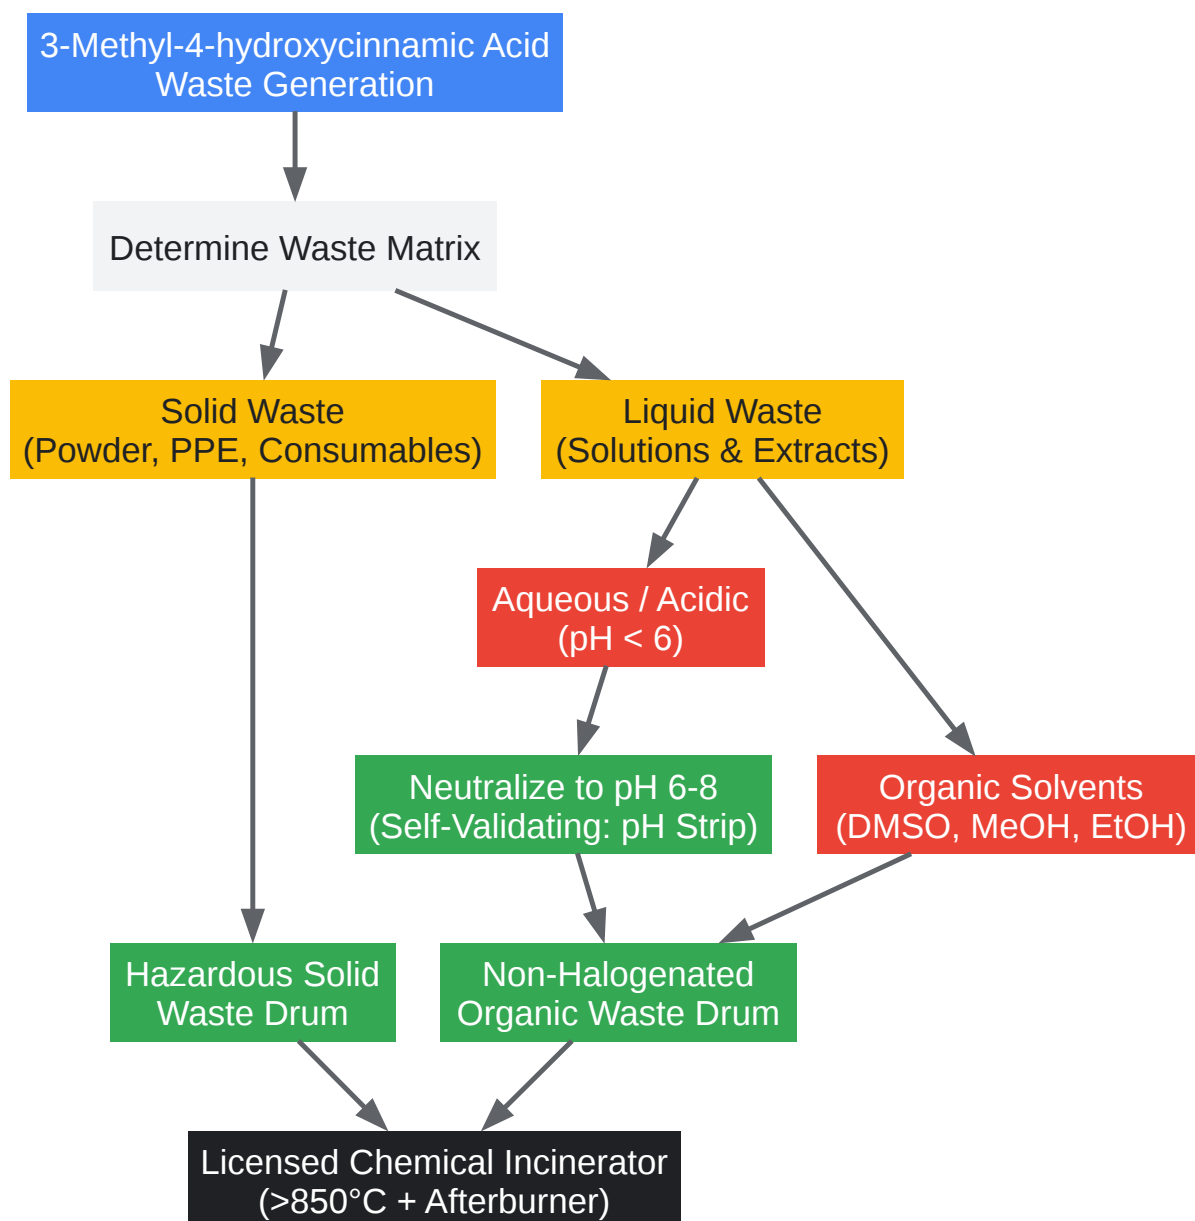 3-Methyl-4-hydroxycinnamic Acid
Waste Generation
Determine Waste Matrix
Solid Waste
(Powder, PPE, Consumables)
Liquid Waste
(Solutions & Extracts)
Aqueous / Acidic
(pH < 6)
Neutralize to pH 6-8
(Self-Validating: pH Strip)
Organic Solvents
(DMSO, MeOH, EtOH)
Hazardous Solid
Waste Drum
Non-Halogenated
Organic Waste Drum
Licensed Chemical Incinerator
(>850°C + Afterburner)